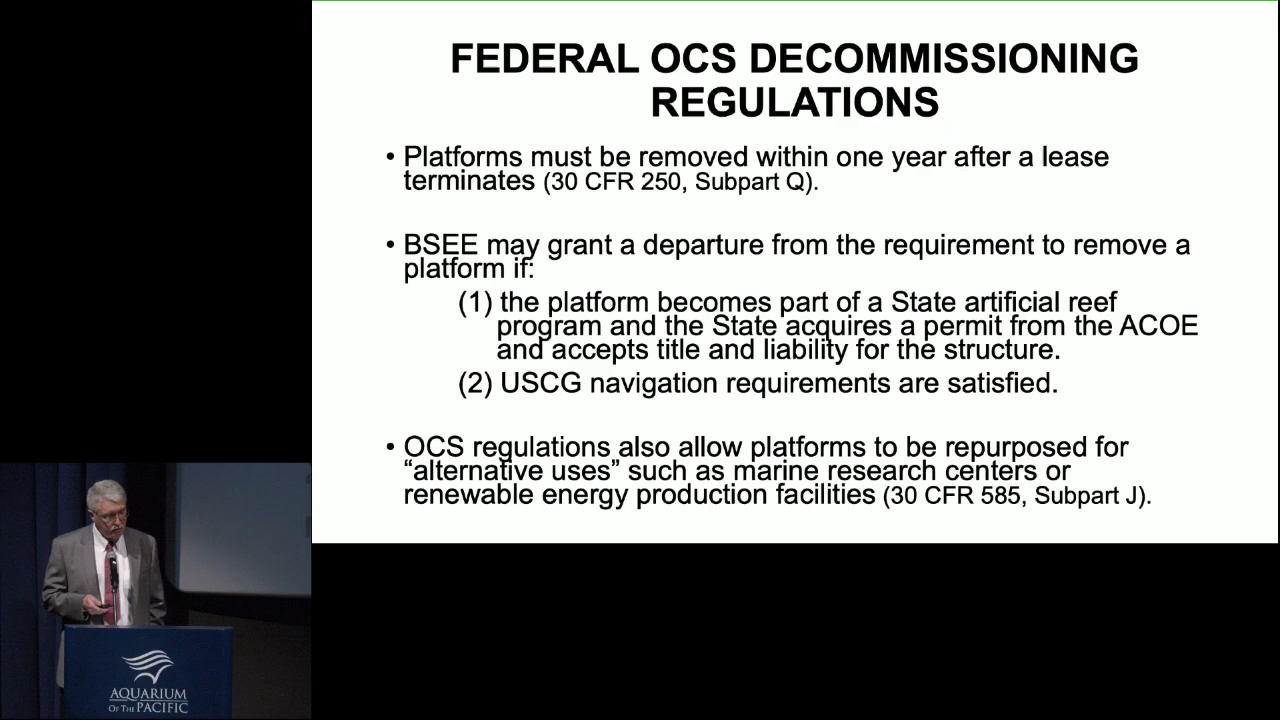 FEDERAL OCS DECOMMISSIONING
REGULATIONS
• Platforms must be removed within one year after a lease
terminates (30 CFR 250, Subpart Q).
• BSEE may grant a departure from the requirement to remove a
platform if:
(1) the platform becomes part of a State artificial reef
program and the State acquires a permit from the ACOE
and accepts title and liability for the structure.
(2) USCG navigation requirements are satisfied.
• OCS regulations also allow platforms to be repurposed for
“alternative uses” such as marine research centers or
renewable energy production facilities (30 CFR 585, Subpart J).
AQUARIUM
OF THE PACIFIC